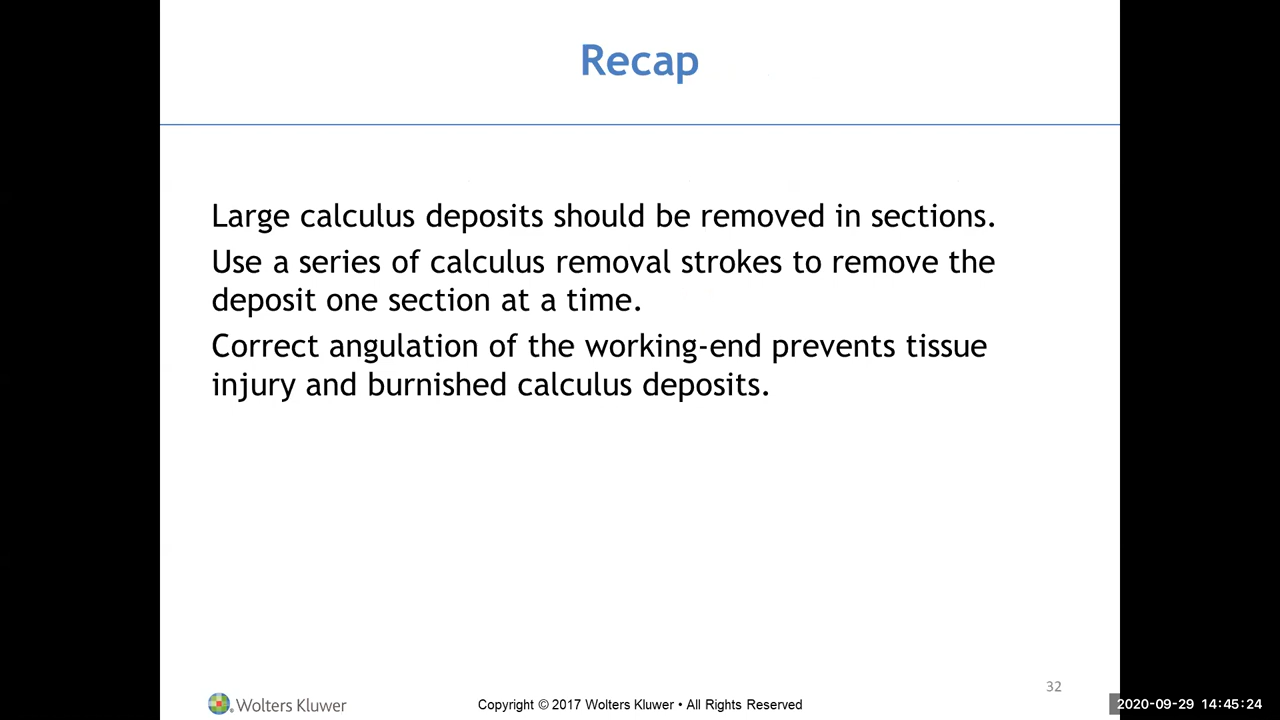 Recap
Large calculus deposits should be removed in sections.
Use a series of calculus removal strokes to remove the
deposit one section at a time.
Correct angulation of the working-end prevents tissue
injury and burnished calculus deposits.
32
Wolters Kluwer
Copyright © 2017 Wolters Kluwer • All Rights Reserved
2020-09-29 14:45:24